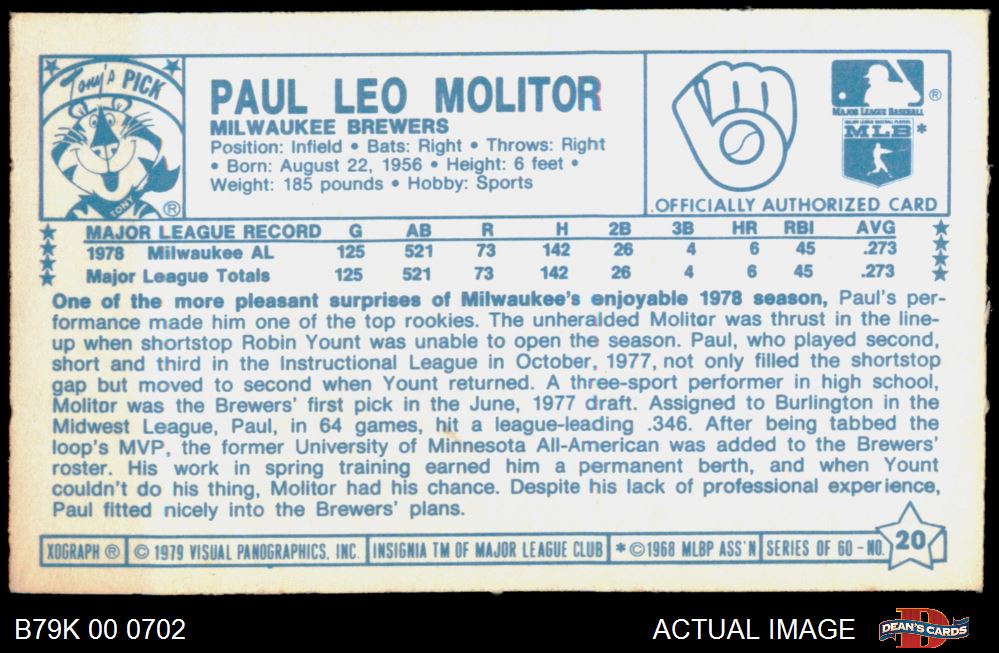 Tony's PICK
TONY ®
PAUL LEO MOLITOR
MILWAUKEE BREWERS
Position: Infield • Bats: Right • Throws: Right
• Born: August 22, 1956 • Height: 6 feet •
Weight: 185 pounds • Hobby: Sports
®
MAJOR LEAGUE BASEBALL
MAJOR LEAGUE BASEBALL PLAYERS
MLB*
OFFICIALLY AUTHORIZED CARD
MAJOR LEAGUE RECORD G AB R H 2B 3B HR RBI AVG
1978 Milwaukee AL 125 521 73 142 26 4 6 45 .273
Major League Totals 125 521 73 142 26 4 6 45 .273
One of the more pleasant surprises of Milwaukee's enjoyable 1978 season, Paul's per-
formance made him one of the top rookies. The unheralded Molitor was thrust in the line-
up when shortstop Robin Yount was unable to open the season. Paul, who played second,
short and third in the Instructional League in October, 1977, not only filled the shortstop
gap but moved to second when Yount returned. A three-sport performer in high school,
Molitor was the Brewers' first pick in the June, 1977 draft. Assigned to Burlington in the
Midwest League, Paul, in 64 games, hit a league-leading .346. After being tabbed the
loop's MVP, the former University of Minnesota All-American was added to the Brewers'
roster. His work in spring training earned him a permanent berth, and when Yount
couldn't do his thing, Molitor had his chance. Despite his lack of professional experience,
Paul fitted nicely into the Brewers' plans.
XOGRAPH ® © 1979 VISUAL PANOGRAPHICS, INC. INSIGNIA TM OF MAJOR LEAGUE CLUB *©1968 MLBP ASS'N SERIES OF 60 - NO. 20
B79K 00 0702
ACTUAL IMAGE
D
DEAN'S CARDS